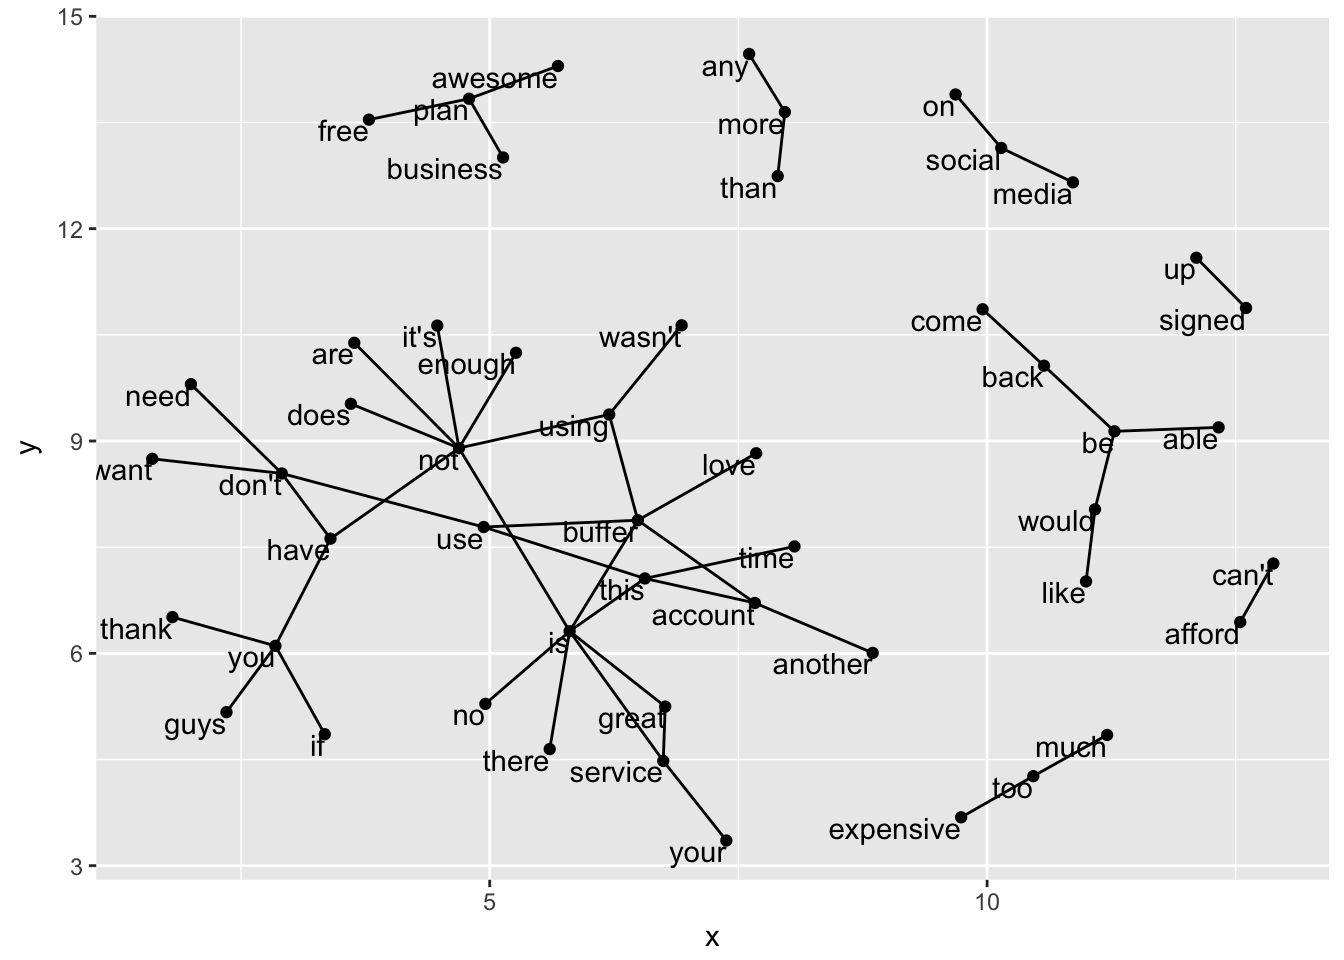 15
any
awesome
on
plan
more
free
social
business
than
media
12
up
signed
come
it's
wasn't
are
enough
back
need
does
using
9
be
able
not
love
want
don't
would
use
buffer
have
time
can't
this
like
account
thank
afford
is
6
you
another
no
great
guys
if
much
there
service
too
expensive
your
3
5
10
x
y